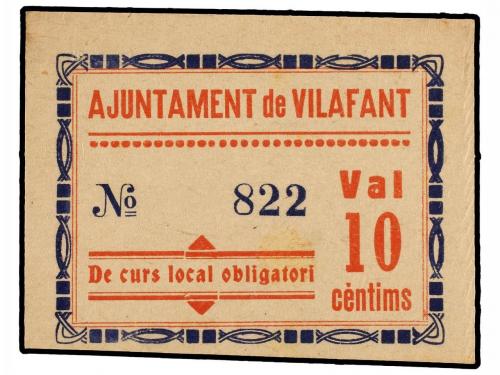 AJUNTAMENT de VILAFANT
No 822
Val
10
cèntims
De curs local obligatori